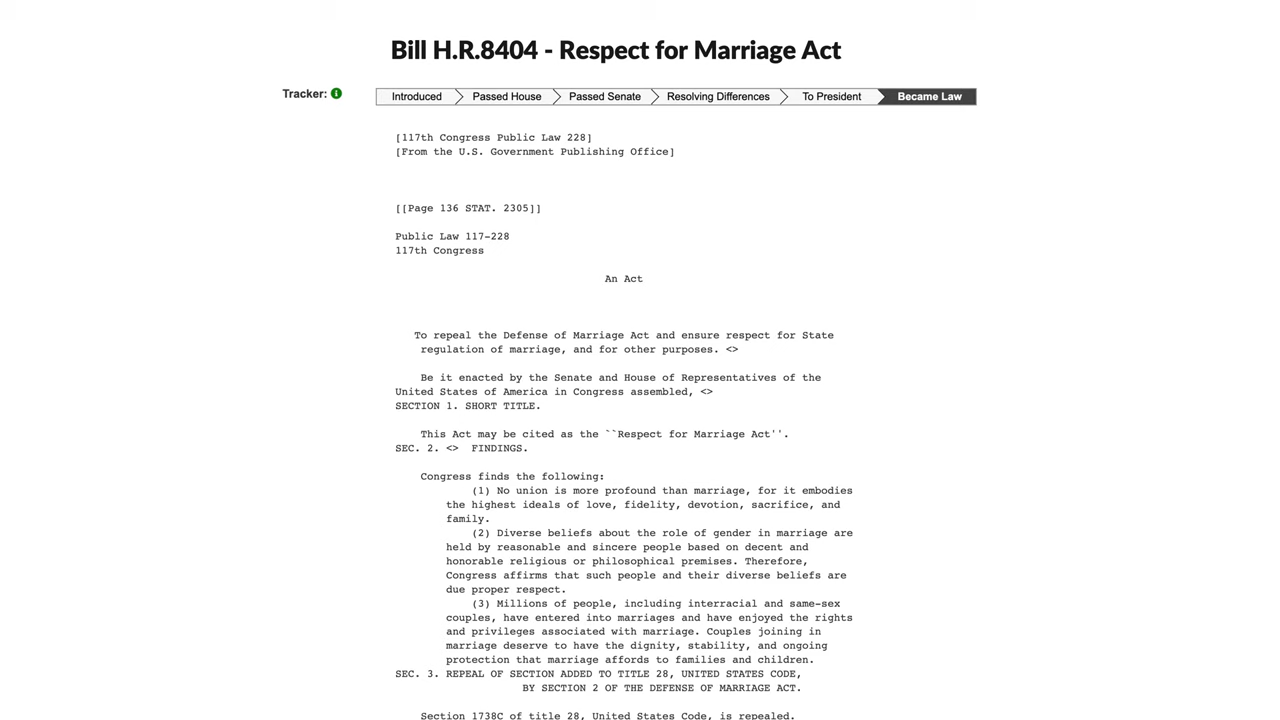 Bill H.R.8404 - Respect for Marriage Act
Tracker:
Introduced Passed House Passed Senate Resolving Differences To President Became Law
[117th Congress Public Law 228]
[From the U.S. Government Publishing Office]
[[Page 136 STAT. 2305]]
Public Law 117-228
117th Congress
An Act
To repeal the Defense of Marriage Act and ensure respect for State
regulation of marriage, and for other purposes. <>
Be it enacted by the Senate and House of Representatives of the
United States of America in Congress assembled, <>
SECTION 1. SHORT TITLE.
This Act may be cited as the ``Respect for Marriage Act''.
SEC. 2. <> FINDINGS.
Congress finds the following:
(1) No union is more profound than marriage, for it embodies
the highest ideals of love, fidelity, devotion, sacrifice, and
family.
(2) Diverse beliefs about the role of gender in marriage are
held by reasonable and sincere people based on decent and
honorable religious or philosophical premises. Therefore,
Congress affirms that such people and their diverse beliefs are
due proper respect.
(3) Millions of people, including interracial and same-sex
couples, have entered into marriages and have enjoyed the rights
and privileges associated with marriage. Couples joining in
marriage deserve to have the dignity, stability, and ongoing
protection that marriage affords to families and children.
SEC. 3. REPEAL OF SECTION ADDED TO TITLE 28, UNITED STATES CODE,
BY SECTION 2 OF THE DEFENSE OF MARRIAGE ACT.
Section 1738C of title 28, United States Code, is repealed.